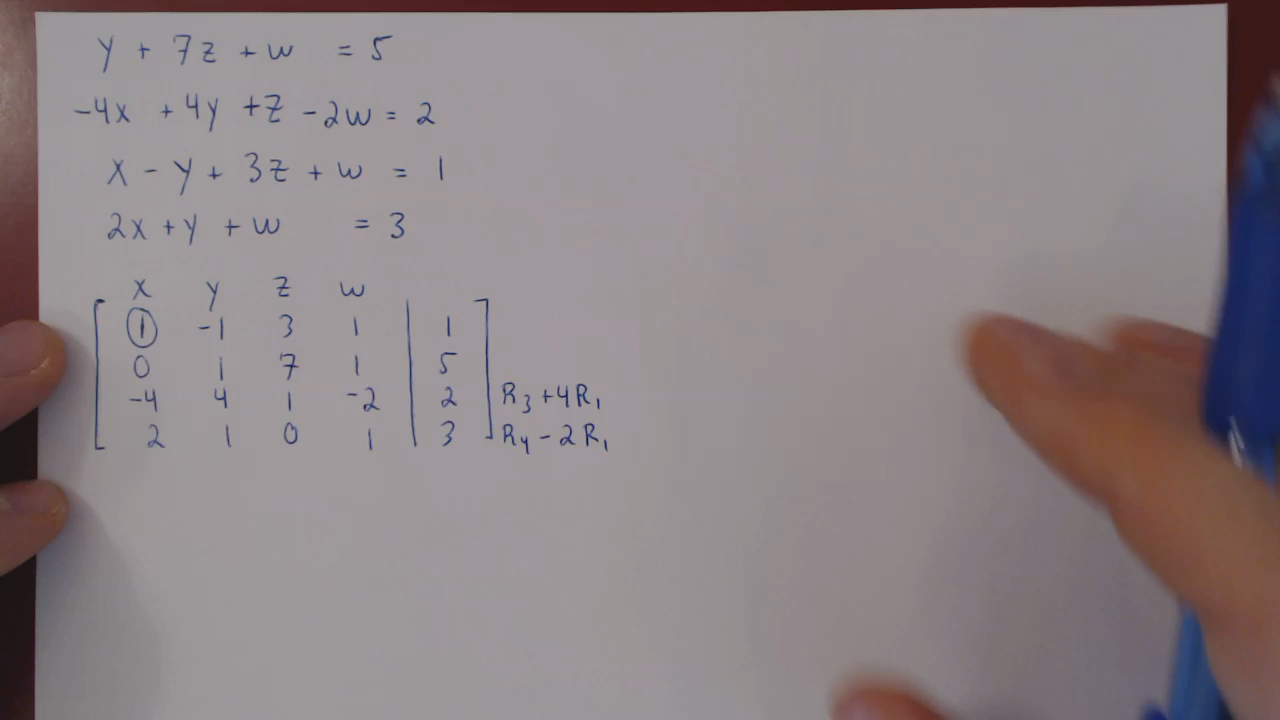 y + 7z + w = 5
-4x + 4y + z - 2w = 2
x - y + 3z + w = 1
2x + y + w = 3
x y z w
1 -1 3 1 | 1
0 1 7 1 | 5
-4 4 1 -2 | 2 R₃ + 4R₁
2 1 0 1 | 3 R₄ - 2R₁